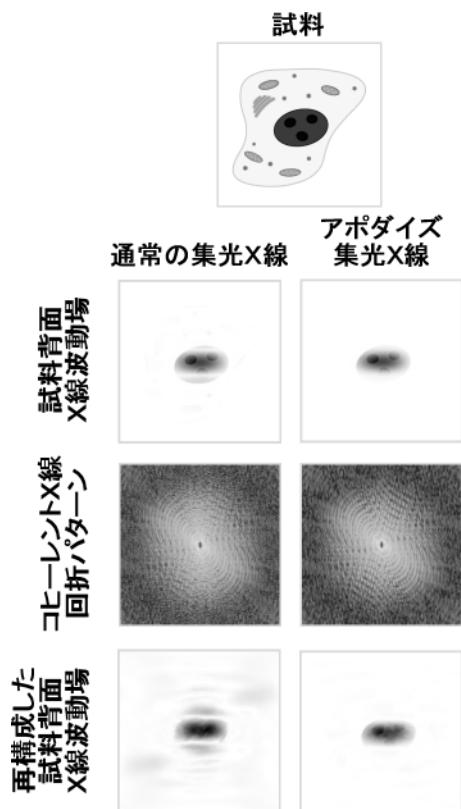 試料
通常の集光X線
アポダイズ
集光X線
試料背面
X線波動場
コヒーレントX線
回折パターン
再構成した
試料背面
X線波動場